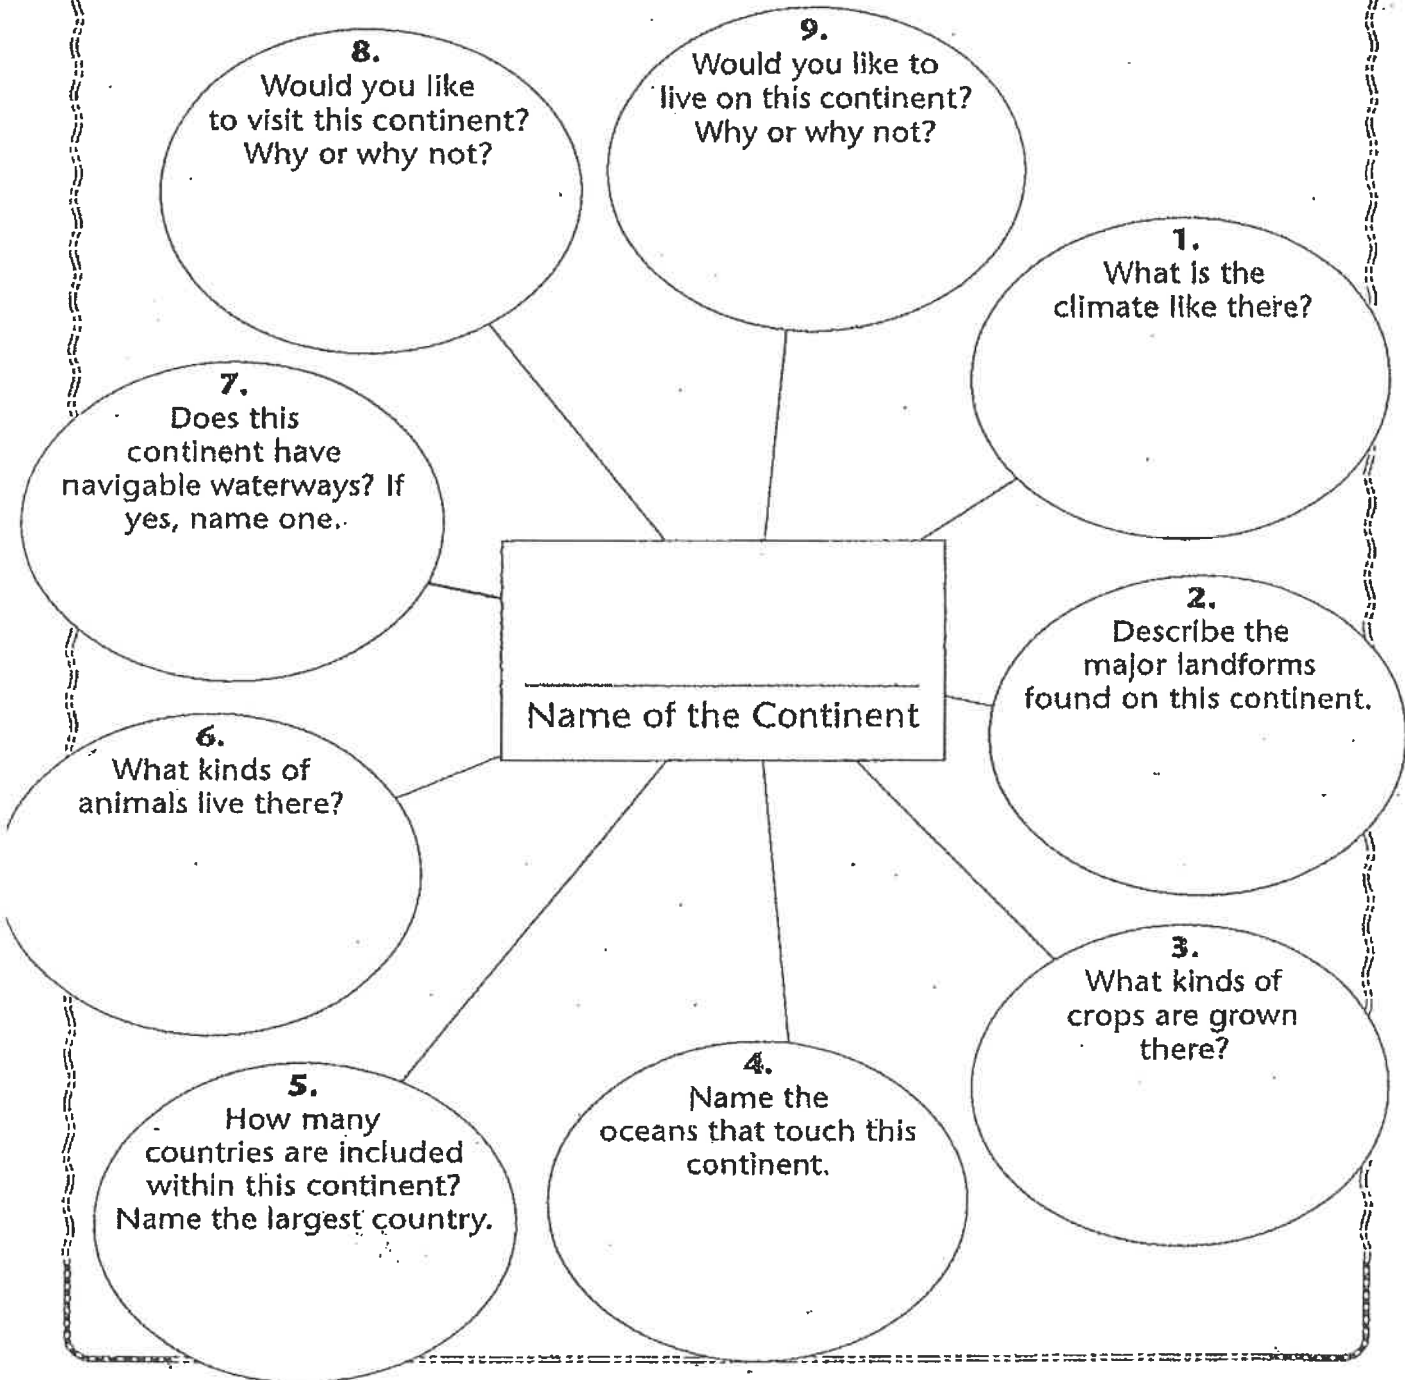 8.
Would you like
to visit this continent?
Why or why not?
9.
Would you like to
live on this continent?
Why or why not?
1.
What is the
climate like there?
7.
Does this
continent have
navigable waterways? If
yes, name one.
2.
Describe the
major landforms
found on this continent.
Name of the Continent
6.
What kinds of
animals live there?
3.
What kinds of
crops are grown
there?
4.
Name the
oceans that touch this
continent.
5.
How many
countries are included
within this continent?
Name the largest country.